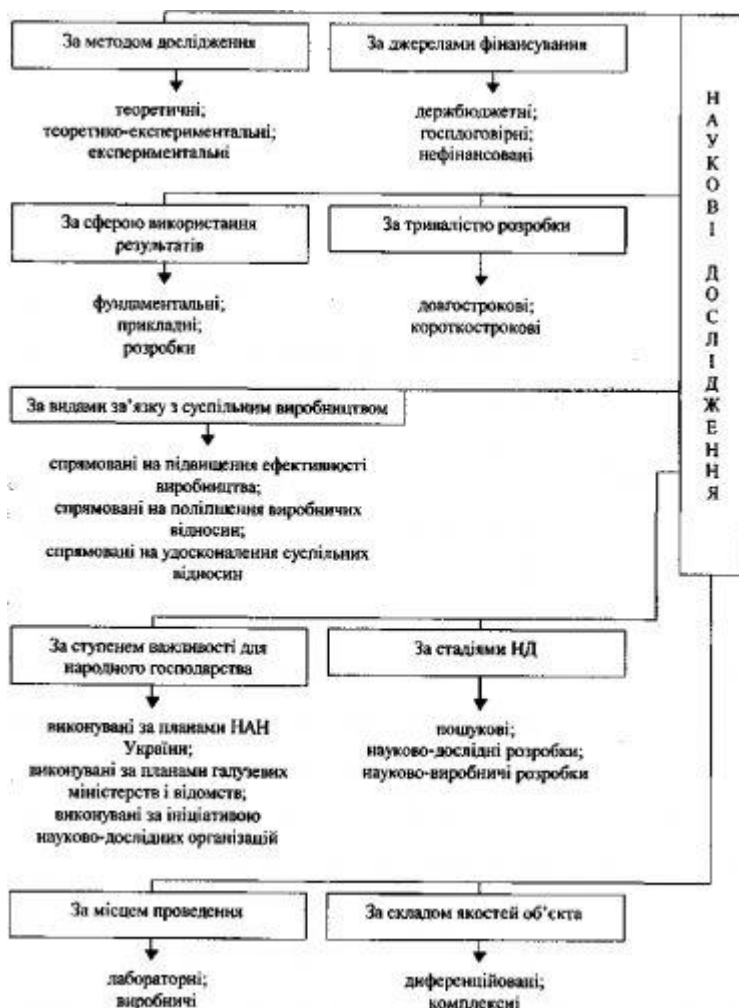 За методом дослідження
За джерелами фінансування
теоретичні;
теоретико-експериментальні;
експериментальні
держбюджетні;
госпдоговірні;
нефінансовані
НАУКОВІ ДОСЛІДЖЕННЯ
За сферою використання
результатів
За тривалістю розробки
фундаментальні;
прикладні;
розробки
довгострокові;
короткострокові
За видами зв’язку з суспільним виробництвом
спрямовані на підвищення ефективності
виробництва;
спрямовані на поліпшення виробничих
відносин;
спрямовані на удосконалення суспільних
відносин
За ступенем важливості для
народного господарства
За стадіями НД
виконувані за планами НАН
України;
виконувані за планами галузевих
міністерств і відомств;
виконувані за ініціативою
науково-дослідних організацій
пошукові;
науково-дослідні розробки;
науково-виробничі розробки
За місцем проведення
За складом якостей об’єкта
лабораторні;
виробничі
диференційовані;
комплексні